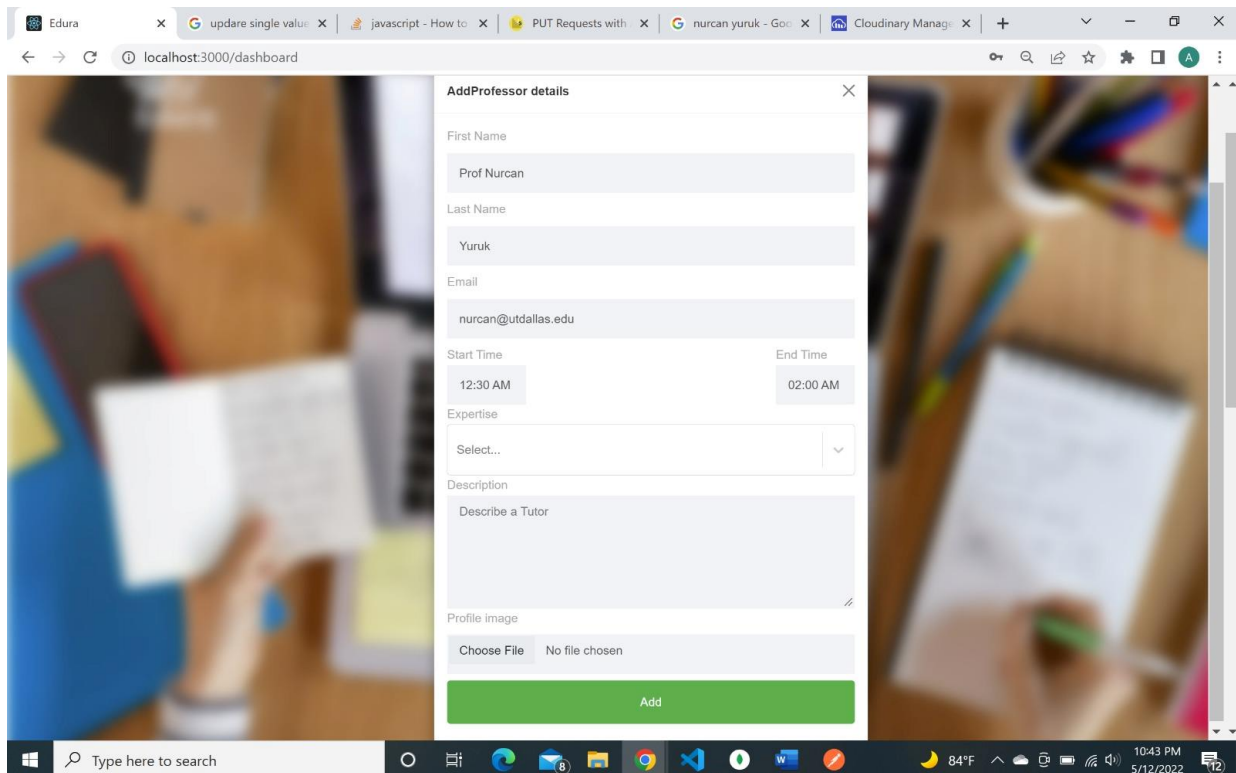 Edura
updare single value
javascript - How to
PUT Requests with
nurcan yuruk - Goo
Cloudinary Manage
localhost:3000/dashboard
A
AddProfessor details
First Name
Prof Nurcan
Last Name
Yuruk
Email
nurcan@utdallas.edu
Start Time End Time
12:30 AM 02:00 AM
Expertise
Select...
Description
Describe a Tutor
Profile image
Choose File No file chosen
Add
Type here to search
8
W
84°F
10:43 PM
5/12/2022
12